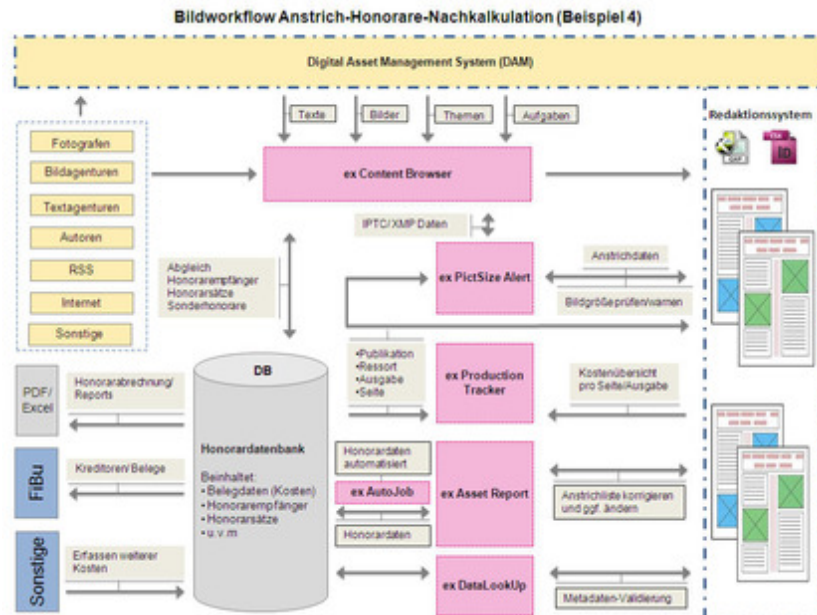 Bildworkflow Anstrich-Honorare-Nachkalkulation (Beispiel 4)
Digital Asset Management System (DAM)
Texte
Bilder
Themen
Aufgaben
Redaktionssystem
Fotografen
Bildagenturen
Textagenturen
Autoren
RSS
Internet
Sonstige
ex Content Browser
IPTC/XMP Daten
Abgleich
Honorarempfänger
Honorarsätze
Sonderhonorare
ex PictSize Alert
Anstrichdaten
Bildgröße prüfen/warnen
DB
•Publikation
•Ressort
•Ausgabe
•Seite
ex Production
Tracker
Kostenübersicht
pro Seite/Ausgabe
PDF/
Excel
Honorarabrechnung/
Reports
Honorardatenbank
Beinhaltet:
• Belegdaten (Kosten)
• Honorarempfänger
• Honorarsätze
• u.v.m
FiBu
Kreditoren/Belege
Honorardaten
automatisiert
ex AutoJob
Honorardaten
ex Asset Report
Anstrichliste korrigieren
und ggf. ändern
Sonstige
Erfassen weiterer
Kosten
ex DataLookUp
Metadaten-Validierung